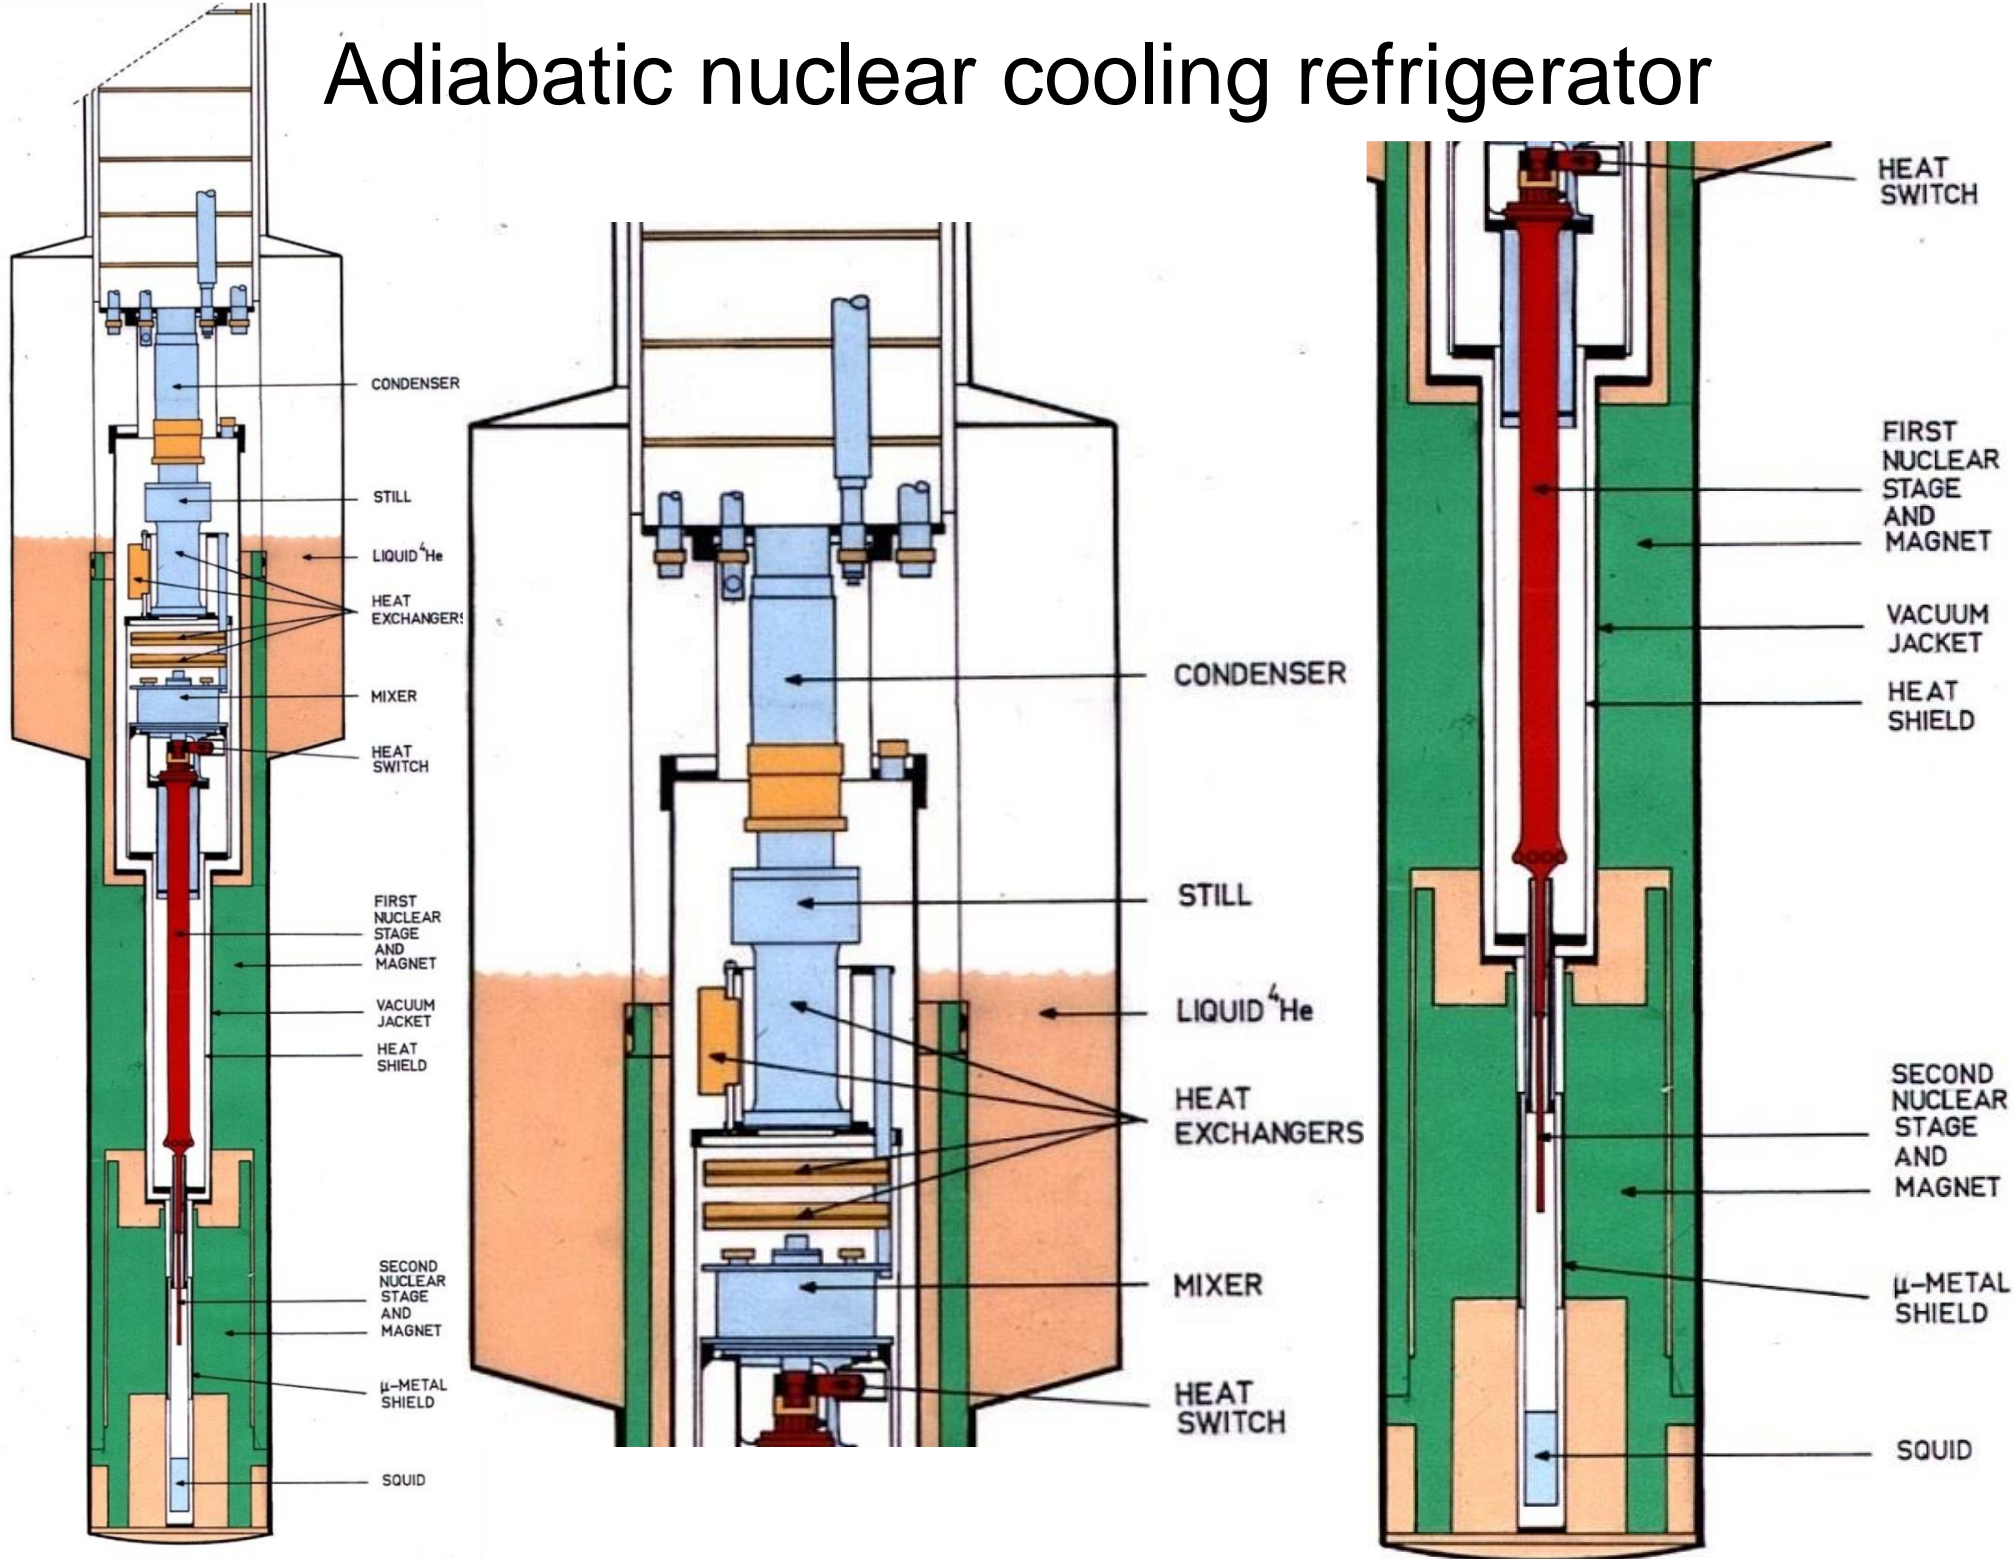 Adiabatic nuclear cooling refrigerator
CONDENSER
STILL
LIQUID ⁴He
HEAT
EXCHANGERS
MIXER
HEAT
SWITCH
FIRST
NUCLEAR
STAGE
AND
MAGNET
VACUUM
JACKET
HEAT
SHIELD
SECOND
NUCLEAR
STAGE
AND
MAGNET
μ-METAL
SHIELD
SQUID
CONDENSER
STILL
LIQUID ⁴He
HEAT
EXCHANGERS
MIXER
HEAT
SWITCH
HEAT
SWITCH
FIRST
NUCLEAR
STAGE
AND
MAGNET
VACUUM
JACKET
HEAT
SHIELD
SECOND
NUCLEAR
STAGE
AND
MAGNET
μ-METAL
SHIELD
SQUID